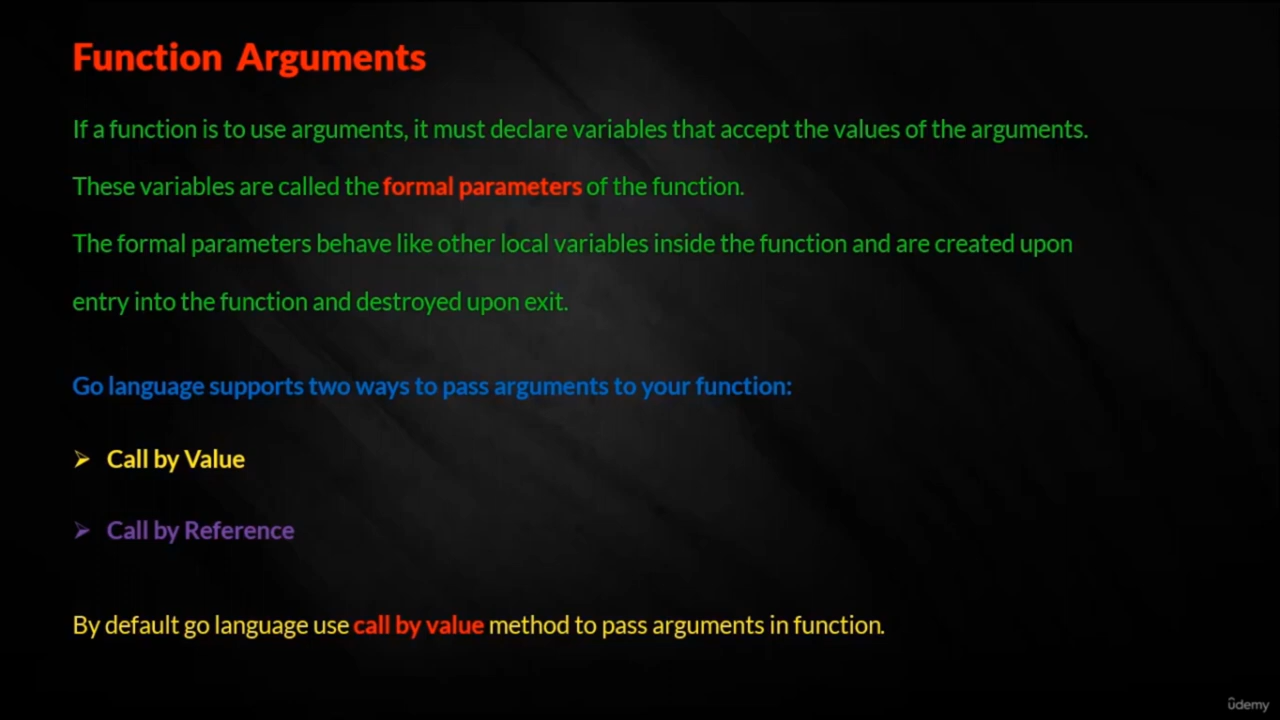 Function Arguments
If a function is to use arguments, it must declare variables that accept the values of the arguments.
These variables are called the formal parameters of the function.
The formal parameters behave like other local variables inside the function and are created upon
entry into the function and destroyed upon exit.
Go language supports two ways to pass arguments to your function:
➢ Call by Value
➢ Call by Reference
By default go language use call by value method to pass arguments in function.
ûdemy